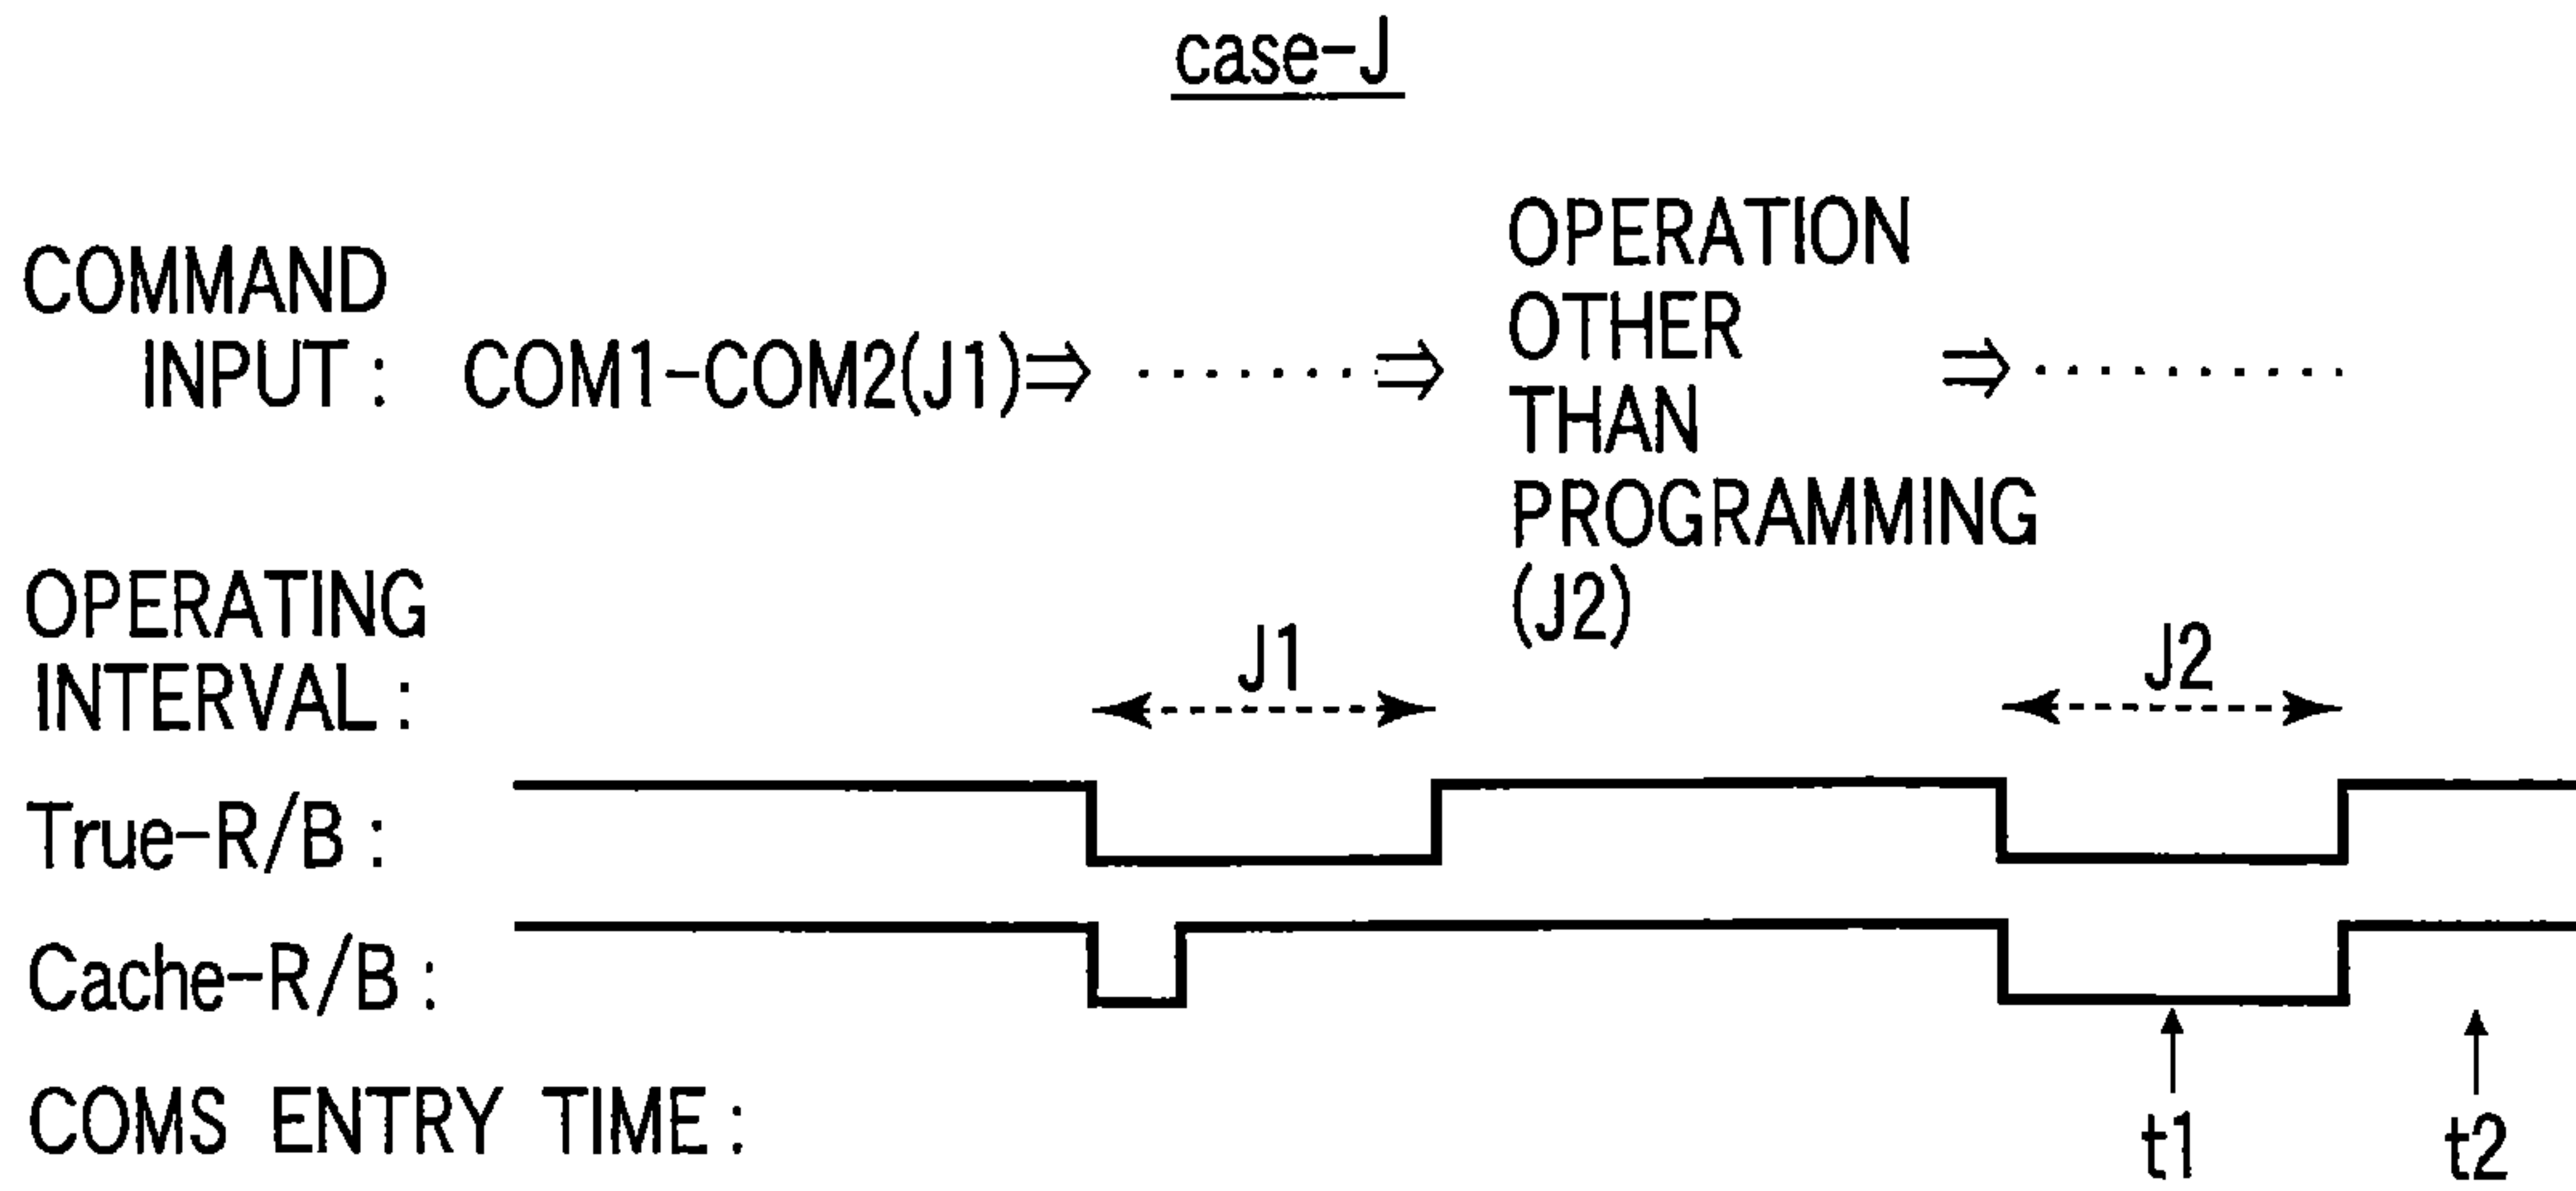 case-J
COMMAND
INPUT : COM1-COM2(J1)⇒ ········⇒
OPERATION
OTHER
THAN
PROGRAMMING
(J2)
⇒··········
OPERATING
INTERVAL :
J1
J2
True-R/B :
Cache-R/B :
COMS ENTRY TIME :
t1
t2